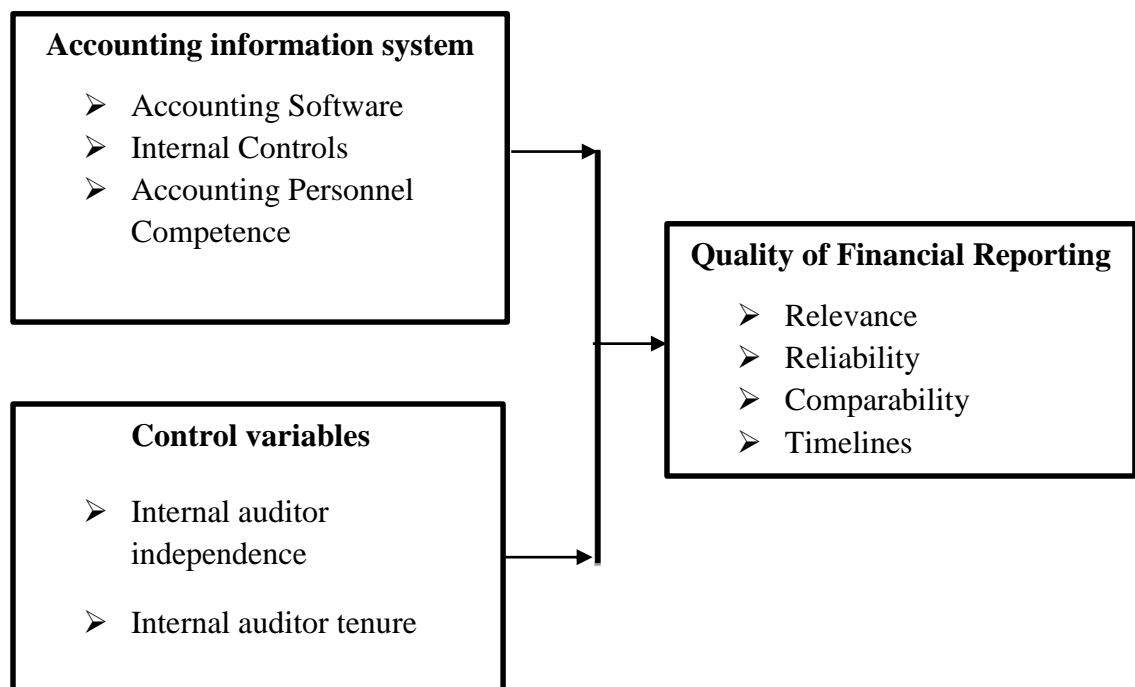 Accounting information system
➢ Accounting Software
➢ Internal Controls
➢ Accounting Personnel
Competence
Quality of Financial Reporting
➢ Relevance
➢ Reliability
➢ Comparability
➢ Timelines
Control variables
➢ Internal auditor
independence
➢ Internal auditor tenure